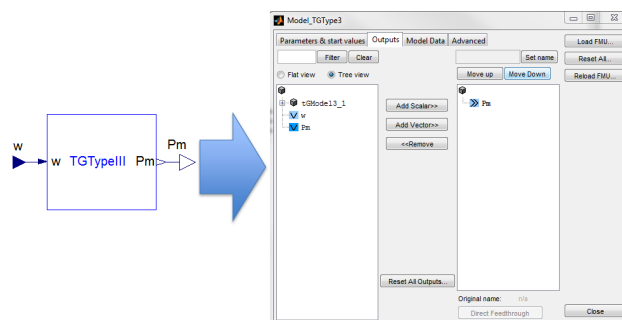 w
w TGTypeIII Pm
Pm
Model_TGType3
Parameters & start values Outputs Model Data Advanced
Filter Clear
Set name
Load FMU...
Flat view Tree view
Move up Move Down
Reset All...
Reload FMU...
tGModel3_1
w
Pm
Add Scalar>>
Add Vector>>
<<Remove
Pm
Reset All Outputs...
Original name: n/a
Direct Feedthrough
Close